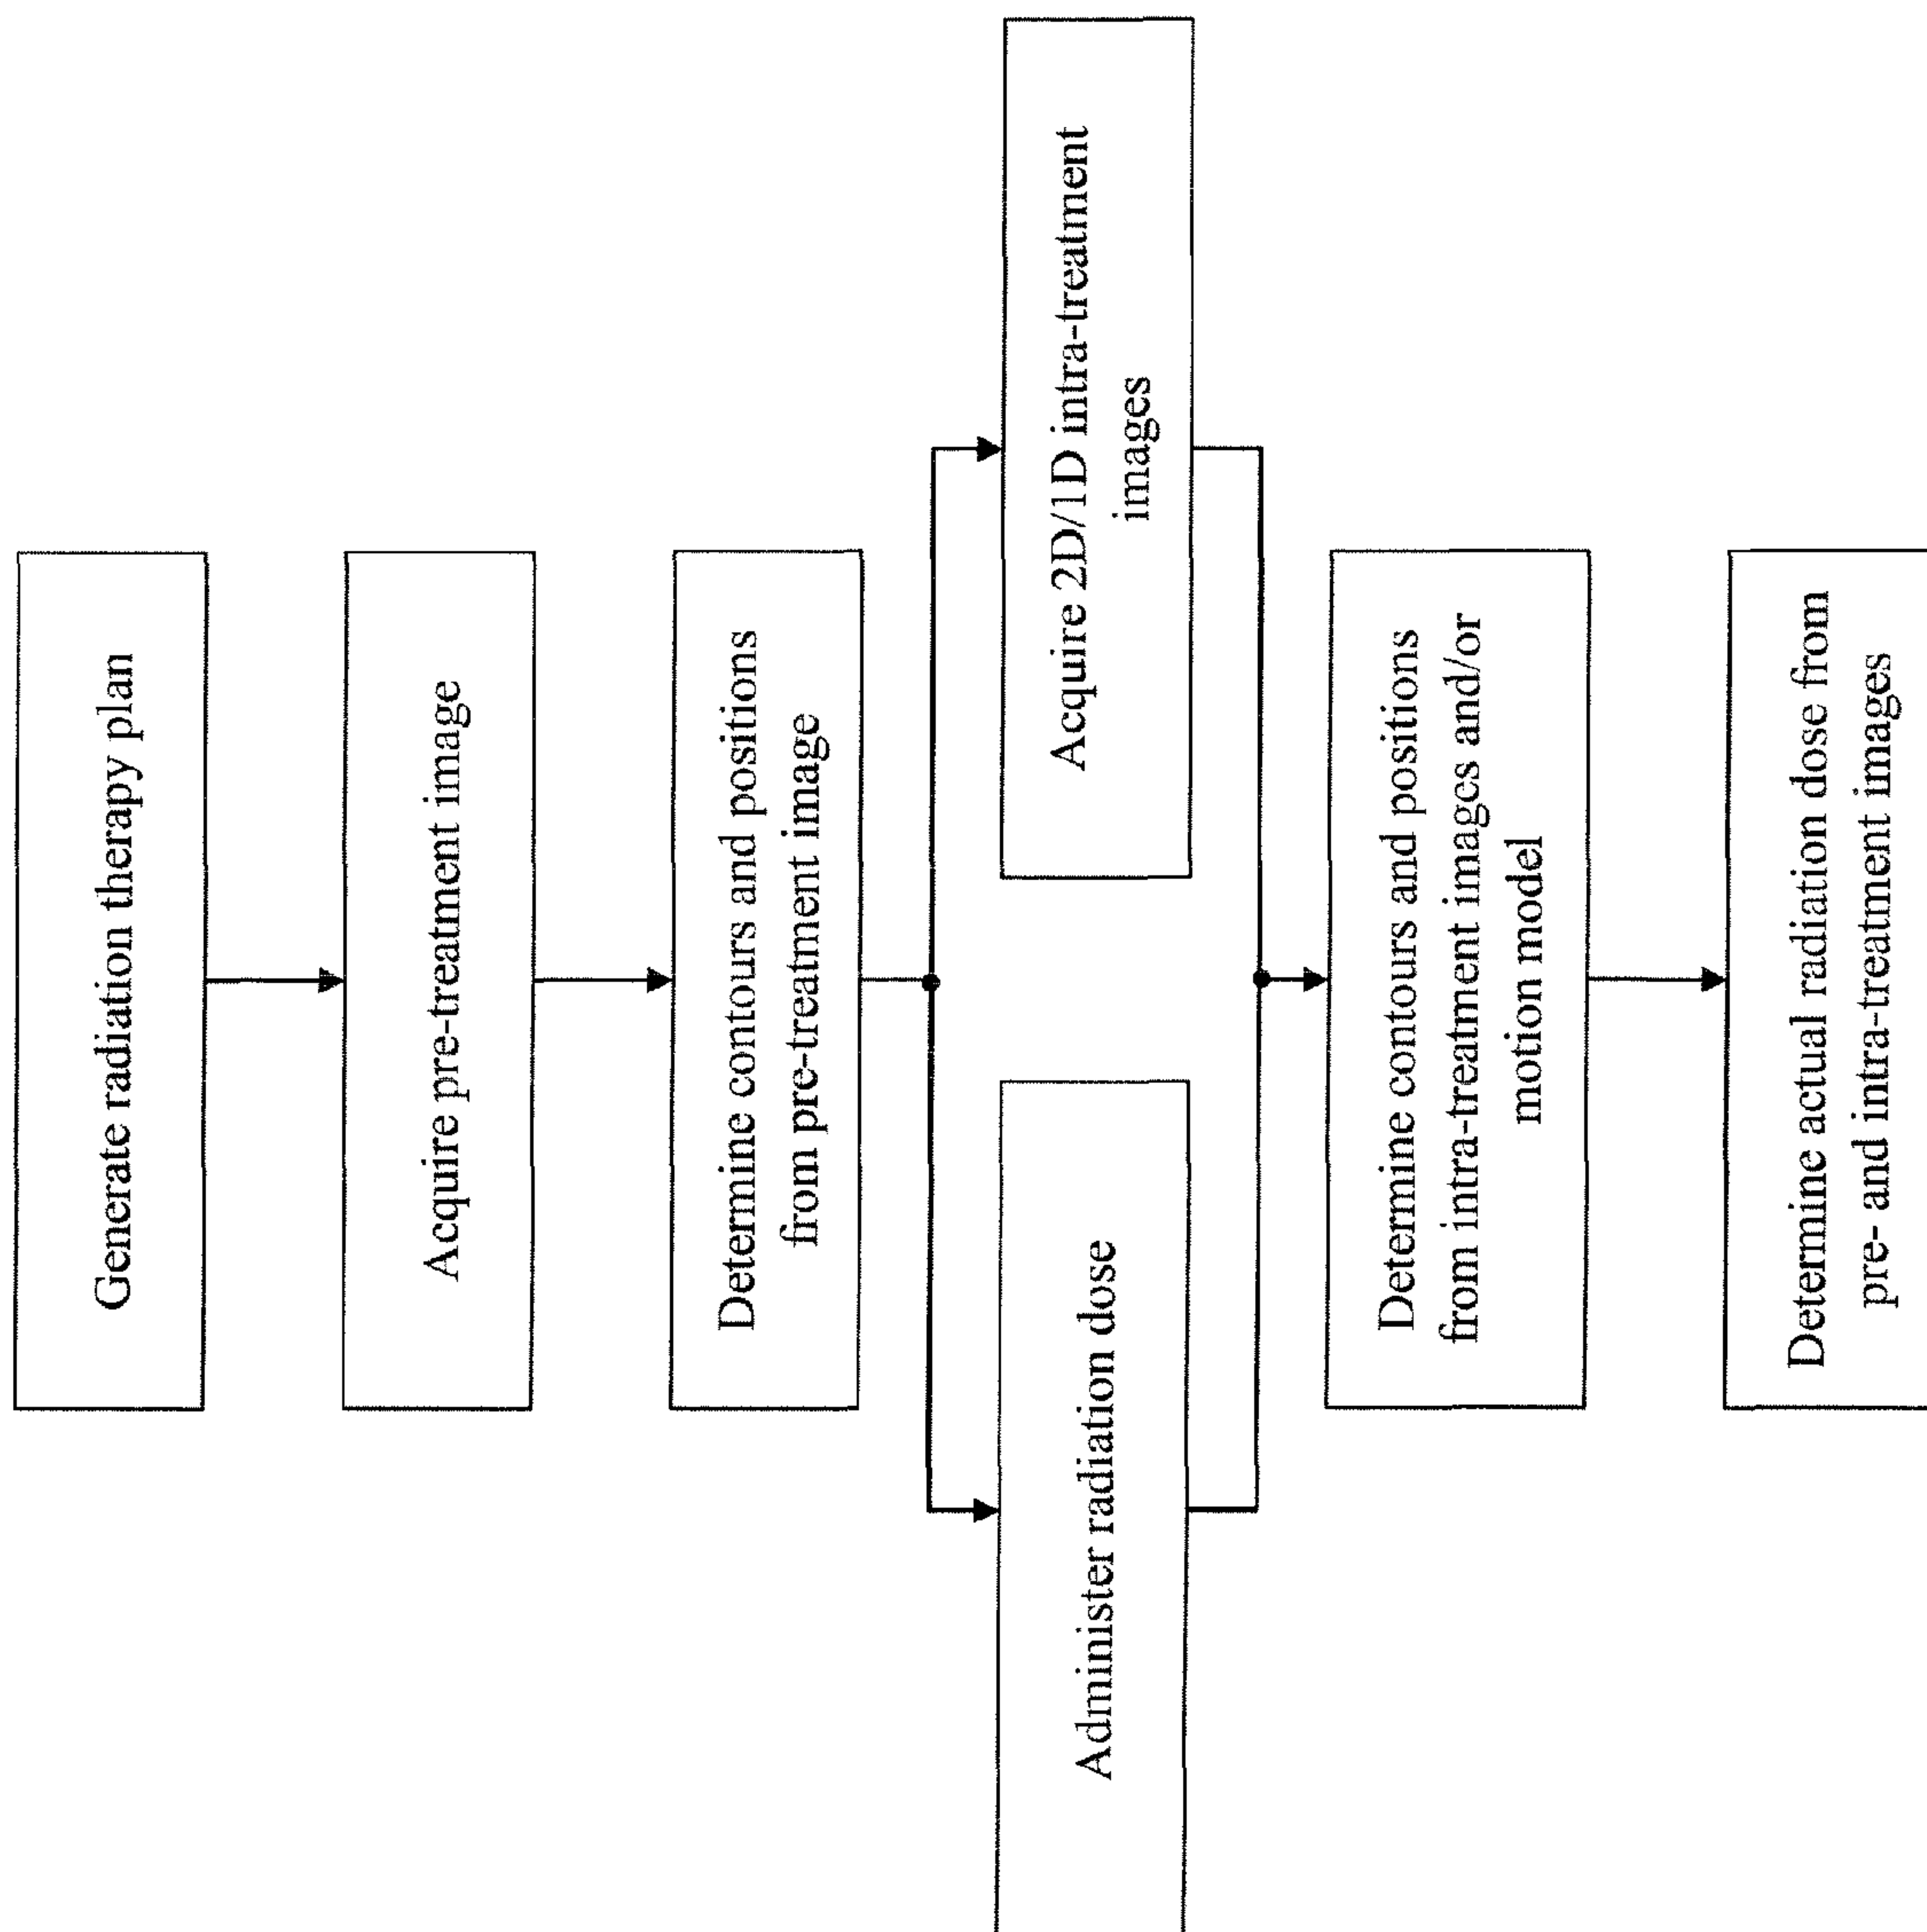 Generate radiation therapy plan
Acquire pre-treatment image
Determine contours and positions
from pre-treatment image
Administer radiation dose
Acquire 2D/1D intra-treatment
images
Determine contours and positions
from intra-treatment images and/or
motion model
Determine actual radiation dose from
pre- and intra-treatment images